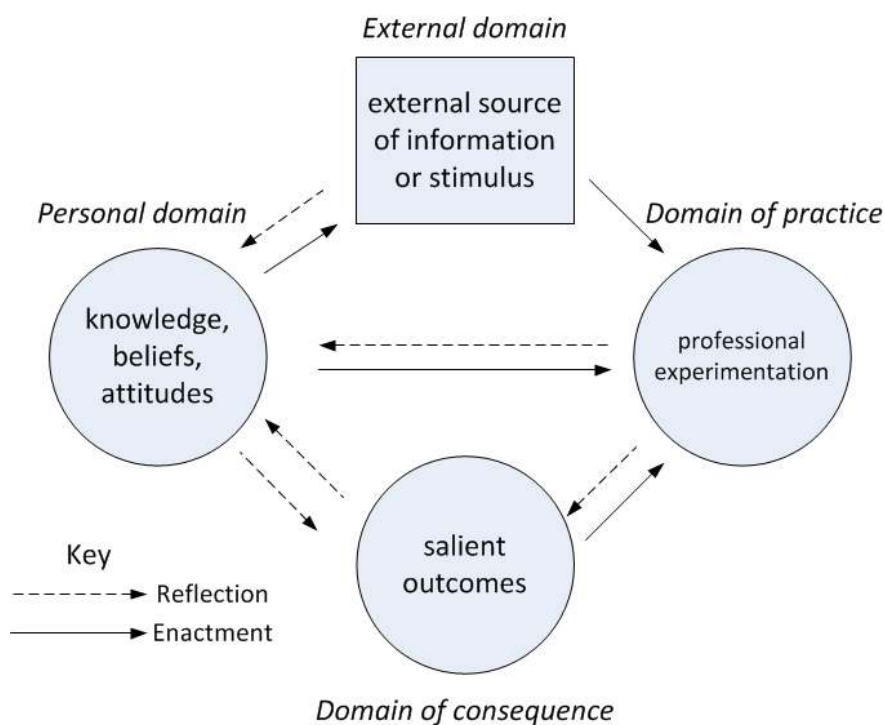 External domain
external source
of information
or stimulus
Personal domain
Domain of practice
knowledge,
beliefs,
attitudes
professional
experimentation
salient
outcomes
Key
Reflection
Enactment
Domain of consequence